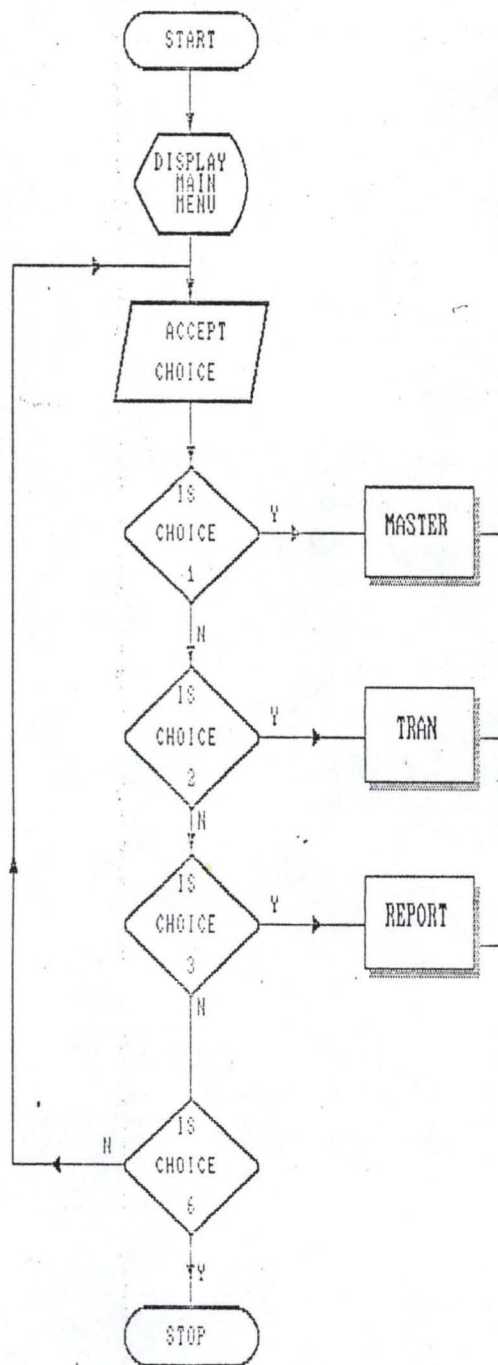 START
DISPLAY
MAIN
MENU
ACCEPT
CHOICE
IS
CHOICE
1
Y
MASTER
N
IS
CHOICE
2
Y
TRAN
N
IS
CHOICE
3
Y
REPORT
N
IS
CHOICE
6
N
Y
STOP